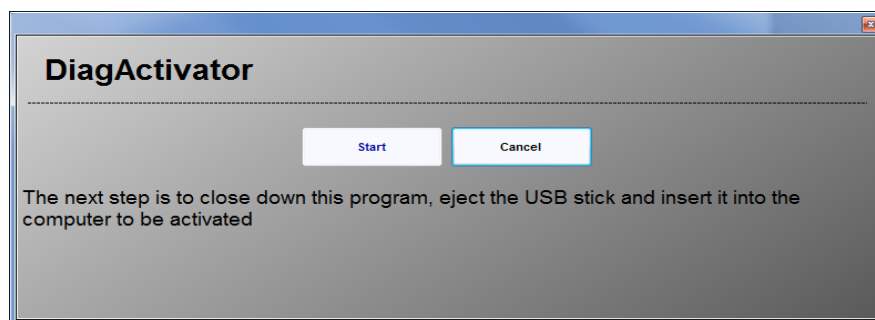 DiagActivator
Start Cancel
The next step is to close down this program, eject the USB stick and insert it into the
computer to be activated